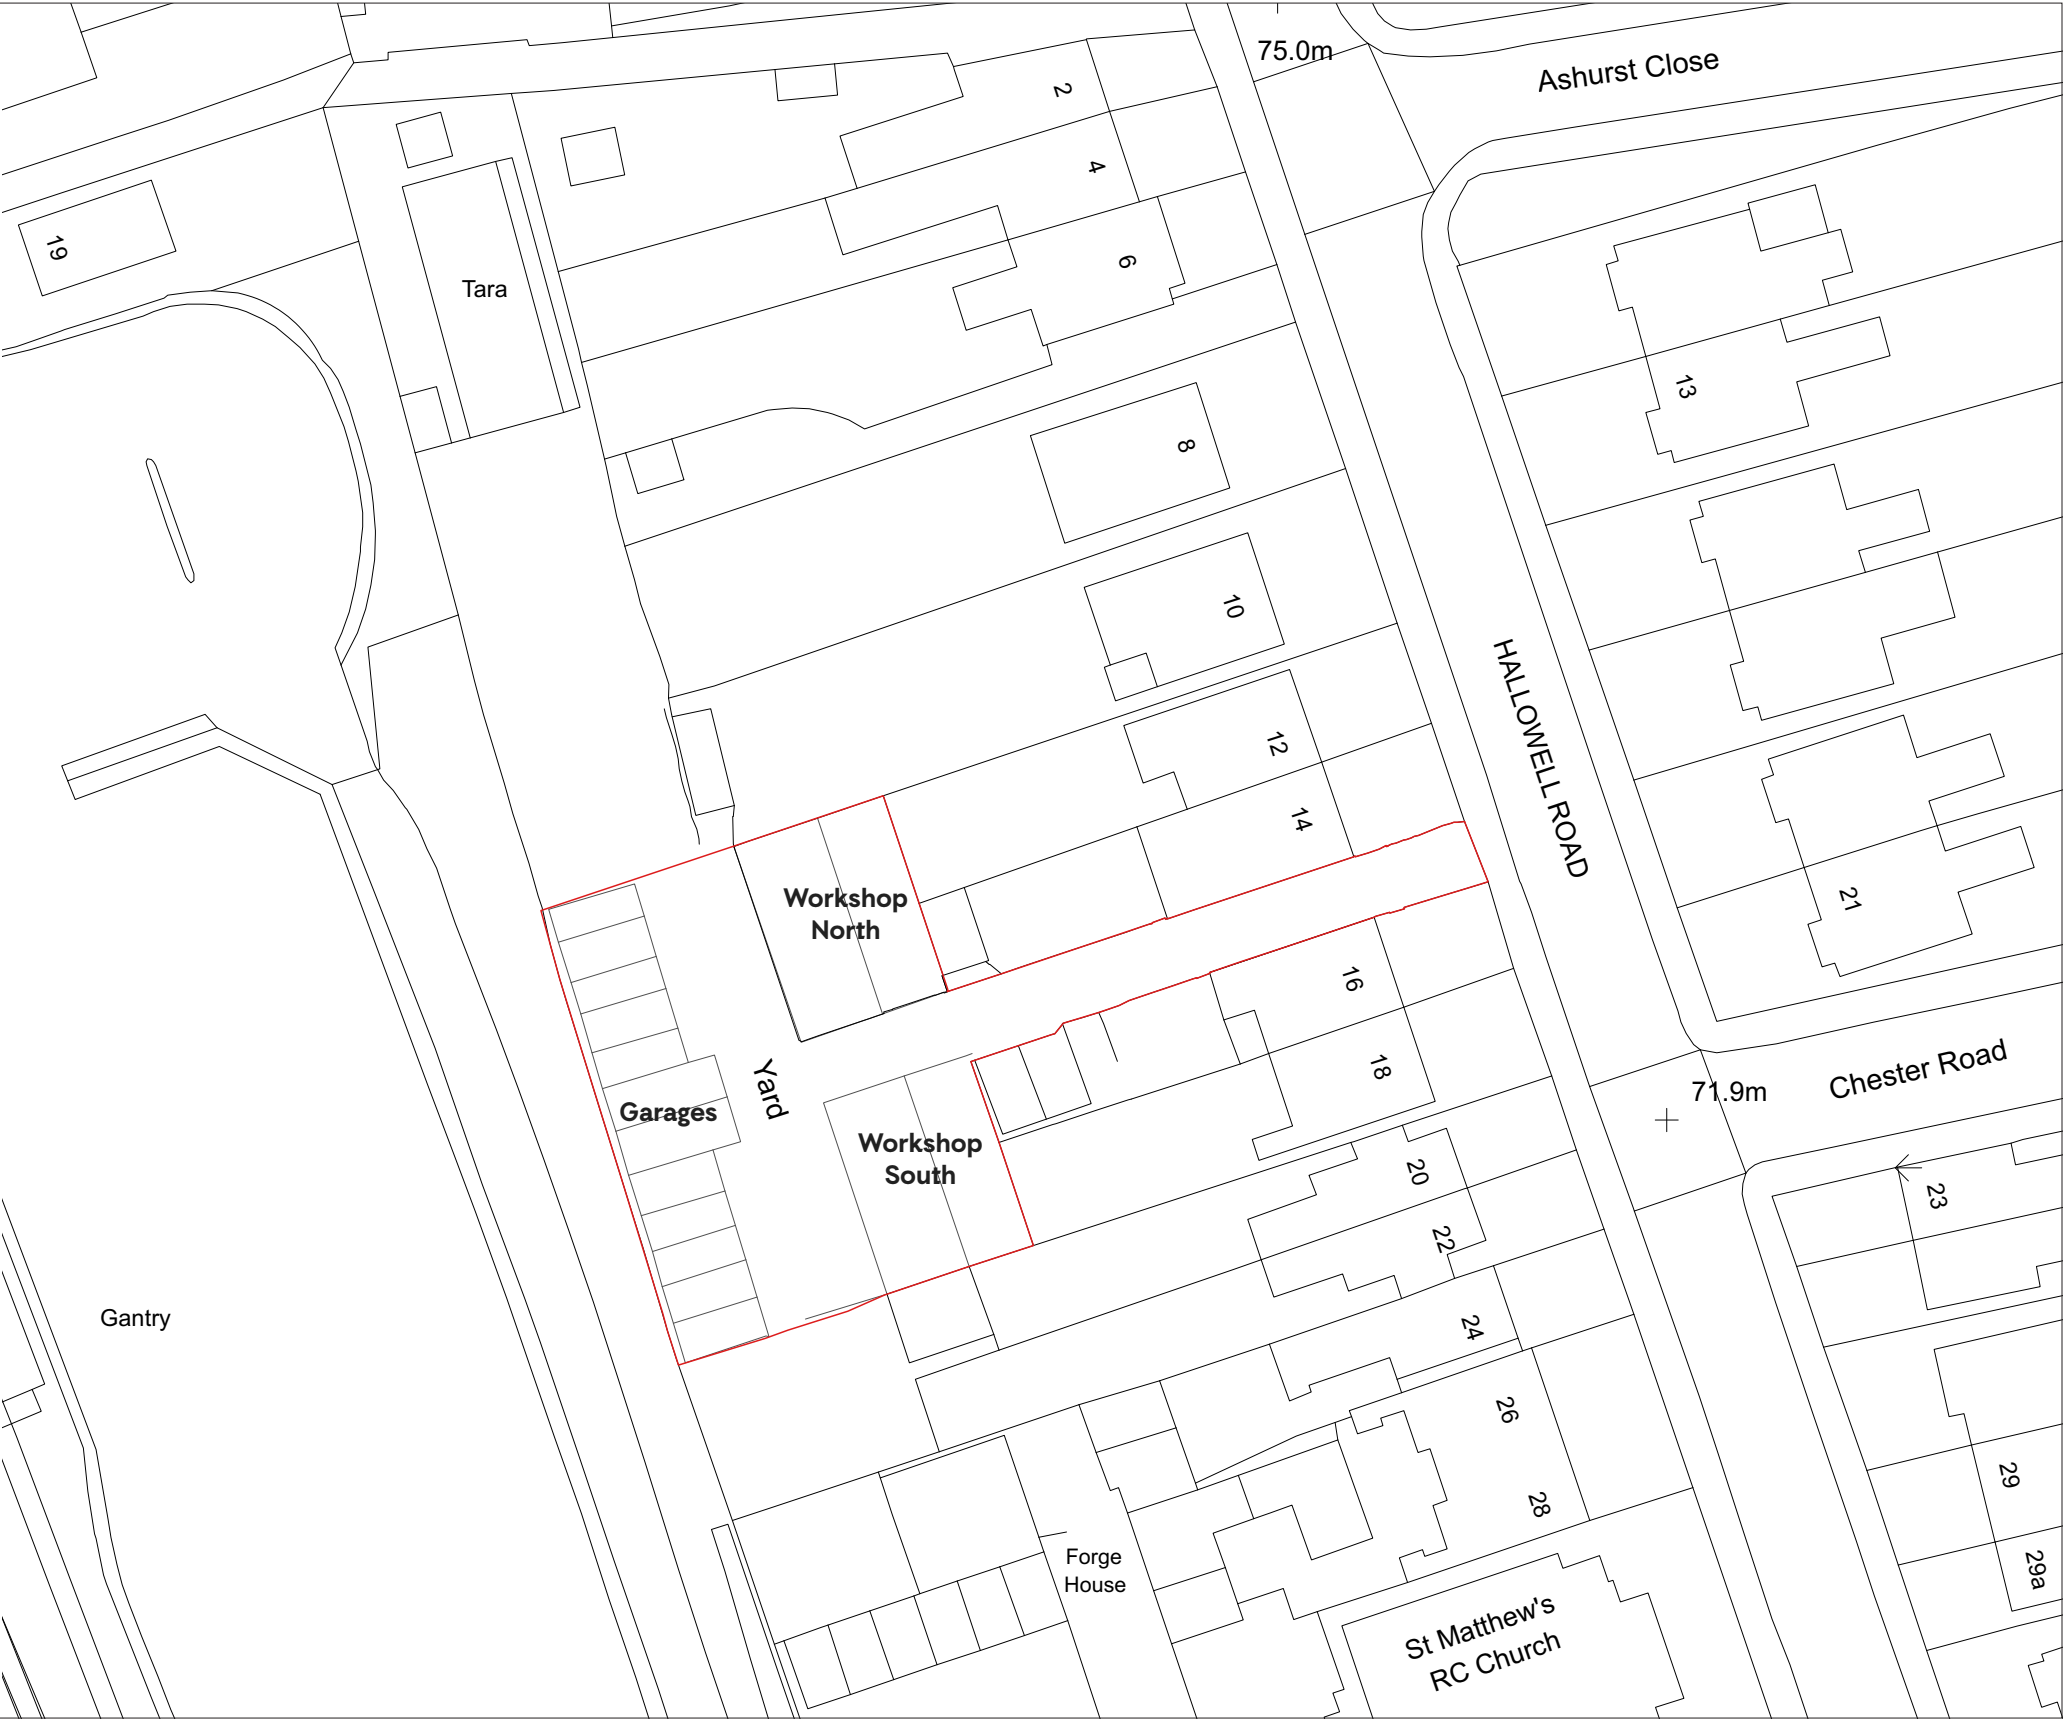 75.0m
Ashurst Close
2
4
19
6
Tara
13
8
10
HALLOWELL ROAD
12
14
21
Workshop
North
16
18
Yard
Chester Road
71.9m
Garages
Workshop
South
20
23
22
Gantry
24
26
29
28
Forge
House
29a
St Matthew's
RC Church